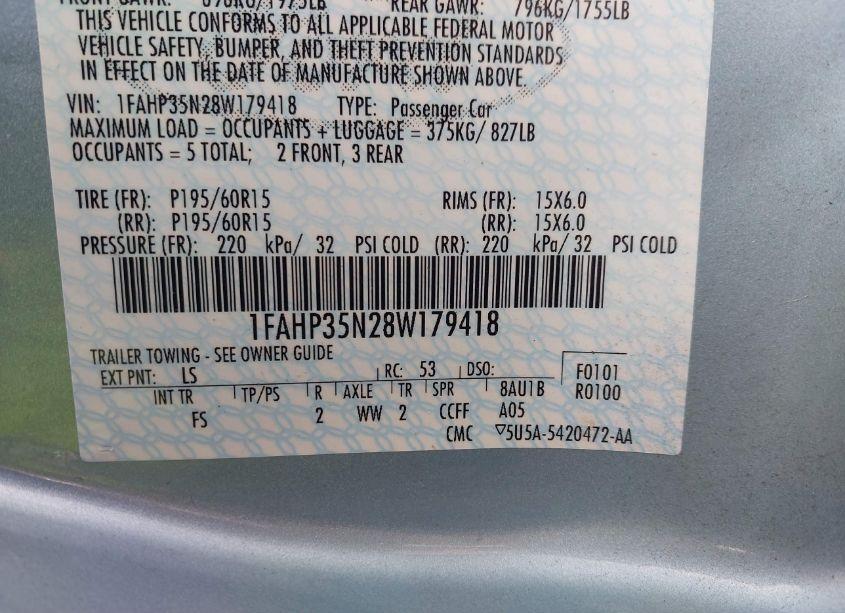 FRONT GAWR: 896KG/1975LB REAR GAWR: 796KG/1755LB
THIS VEHICLE CONFORMS TO ALL APPLICABLE FEDERAL MOTOR
VEHICLE SAFETY, BUMPER, AND THEFT PREVENTION STANDARDS
IN EFFECT ON THE DATE OF MANUFACTURE SHOWN ABOVE.
VIN: 1FAHP35N28W179418 TYPE: Passenger Car
MAXIMUM LOAD = OCCUPANTS + LUGGAGE = 375KG/ 827LB
OCCUPANTS = 5 TOTAL; 2 FRONT, 3 REAR
TIRE (FR): P195/60R15 RIMS (FR): 15X6.0
(RR): P195/60R15 (RR): 15X6.0
PRESSURE (FR): 220 kPa/ 32 PSI COLD (RR): 220 kPa/ 32 PSI COLD
1FAHP35N28W179418
TRAILER TOWING - SEE OWNER GUIDE
EXT PNT: LS RC: 53 DSO: F0101
INT TR TP/PS R AXLE TR SPR 8AU1B R0100
FS 2 WW 2 CCFF A05
CMC ▽5U5A-5420472-AA